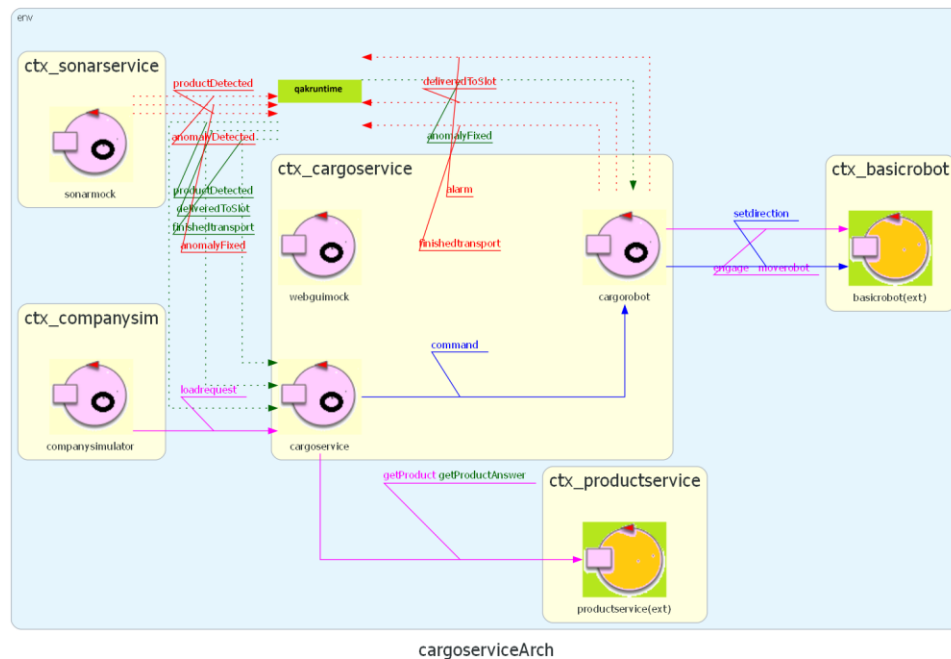 env
ctx_sonarservice
productDetected
qakruntime
deliveredToSlot
anomalyDetected
anomalyFixed
ctx_cargoservice
ctx_basicrobot
sonarmock
productDetected
alarm
deliveredToSlot
setdirection
finishedtransport
anomalyFixed
finishedtransport
engage moverobot
webguimock
cargorobot
basicrobot(ext)
ctx_companysim
command
loadrequest
companysimulator
cargoservice
getProduct getProductAnswer
ctx_productservice
productservice(ext)
cargoserviceArch